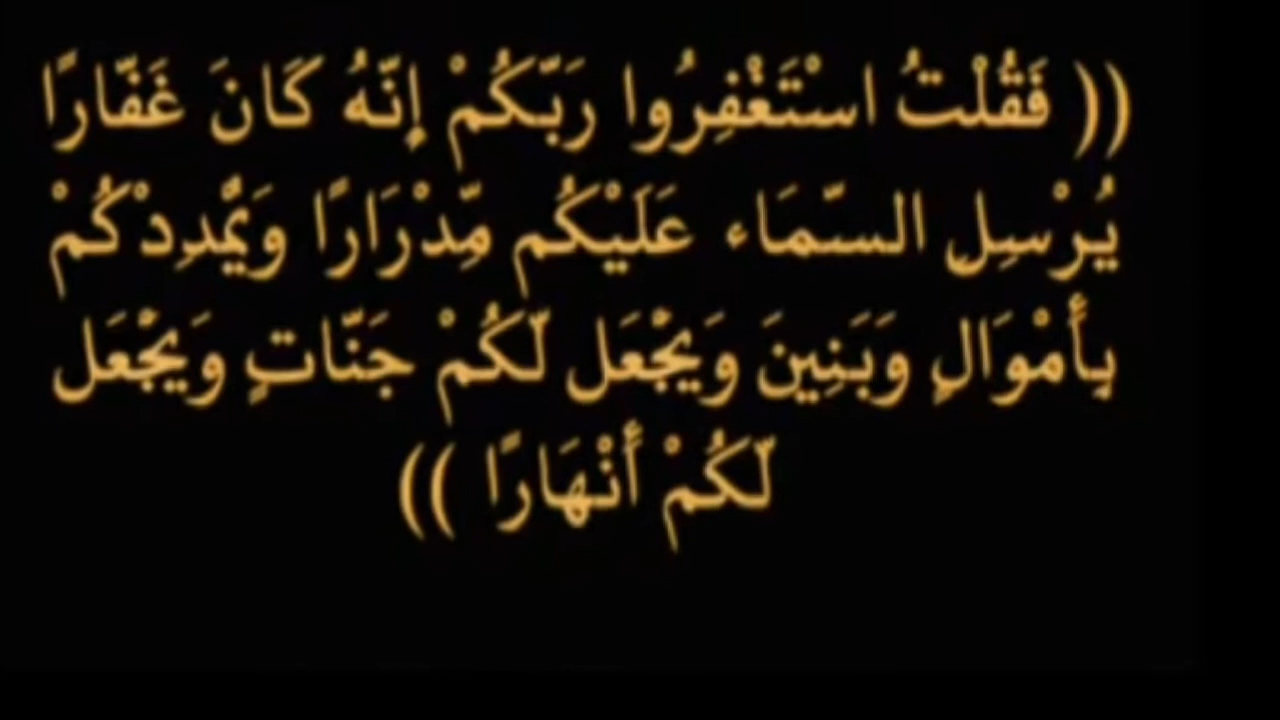 (( فَقُلْتُ اسْتَغْفِرُوا رَبَّكُمْ إِنَّهُ كَانَ غَفَّارًا
يُرْسِلِ السَّمَاء عَلَيْكُم مِّدْرَارًا وَيُمْدِدْكُمْ
بِأَمْوَالٍ وَبَنِينَ وَيَجْعَل لَّكُمْ جَنَّاتٍ وَيَجْعَل
لَّكُمْ أَنْهَارًا ))